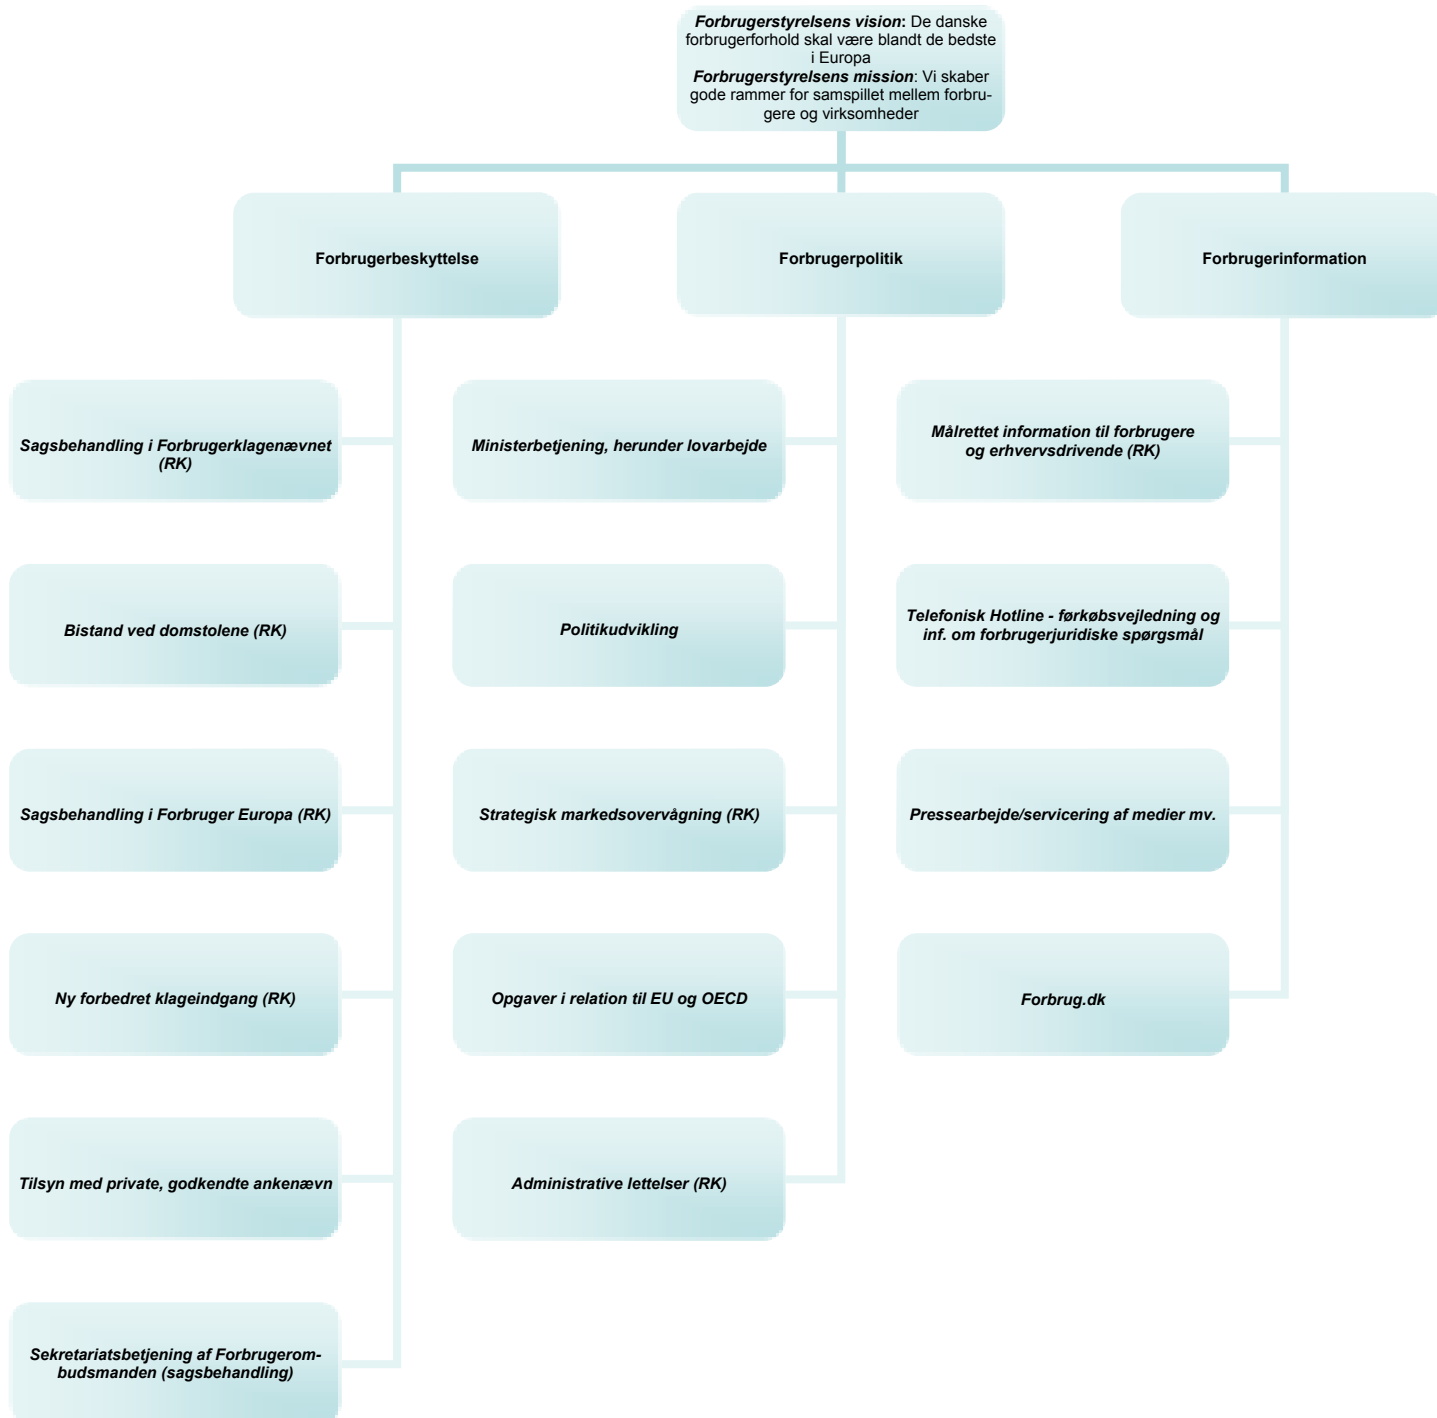 Forbrugerstyrelsens vision: De danske
forbrugerforhold skal være blandt de bedste
i Europa
Forbrugerstyrelsens mission: Vi skaber
gode rammer for samspillet mellem forbru-
gere og virksomheder
Forbrugerbeskyttelse
Forbrugerpolitik
Forbrugerinformation
Sagsbehandling i Forbrugerklagenævnet
(RK)
Bistand ved domstolene (RK)
Sagsbehandling i Forbruger Europa (RK)
Ny forbedret klageindgang (RK)
Tilsyn med private, godkendte ankenævn
Sekretariatsbetjening af Forbrugerom-
budsmanden (sagsbehandling)
Ministerbetjening, herunder lovarbejde
Politikudvikling
Strategisk markedsovervågning (RK)
Opgaver i relation til EU og OECD
Administrative lettelser (RK)
Målrettet information til forbrugere
og erhvervsdrivende (RK)
Telefonisk Hotline - førkøbsvejledning og
inf. om forbrugerjuridiske spørgsmål
Pressearbejde/servicering af medier mv.
Forbrug.dk